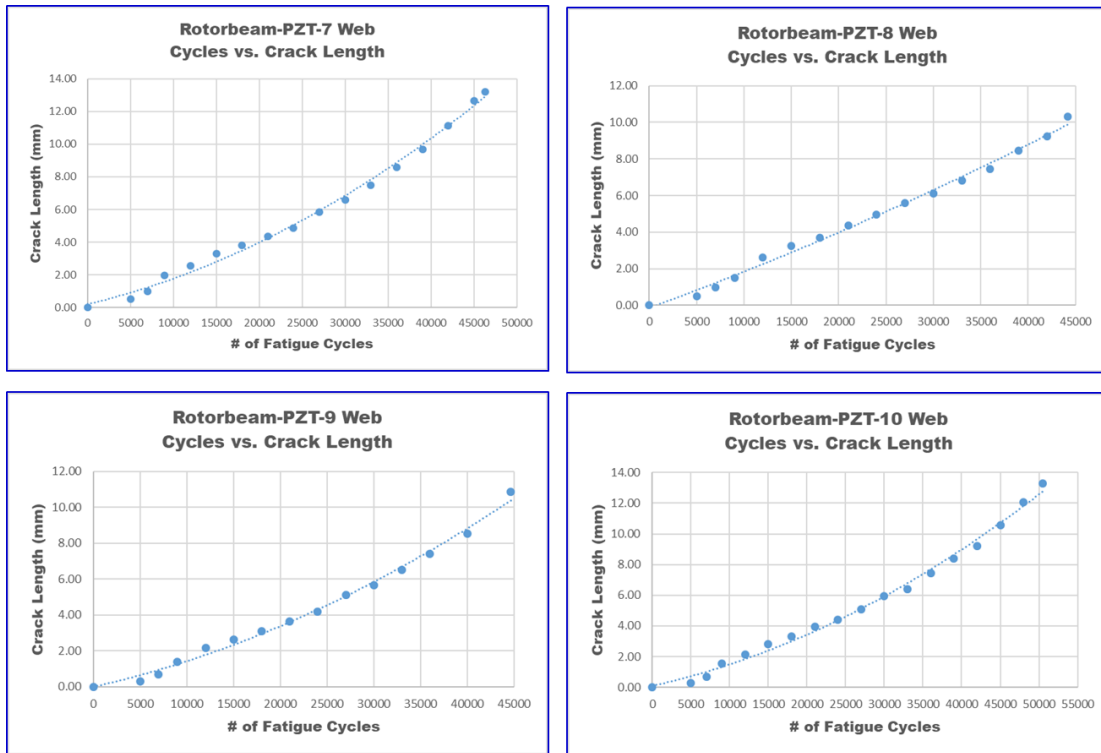 Rotorbeam-PZT-7 Web
Cycles vs. Crack Length
14.00
12.00
10.00
8.00
6.00
4.00
2.00
0.00
Crack Length (mm)
0 5000 10000 15000 20000 25000 30000 35000 40000 45000 50000
# of Fatigue Cycles
Rotorbeam-PZT-8 Web
Cycles vs. Crack Length
12.00
10.00
8.00
6.00
4.00
2.00
0.00
Crack Length (mm)
0 5000 10000 15000 20000 25000 30000 35000 40000 45000
# of Fatigue Cycles
Rotorbeam-PZT-9 Web
Cycles vs. Crack Length
12.00
10.00
8.00
6.00
4.00
2.00
0.00
Crack Length (mm)
0 5000 10000 15000 20000 25000 30000 35000 40000 45000
# of Fatigue Cycles
Rotorbeam-PZT-10 Web
Cycles vs. Crack Length
14.00
12.00
10.00
8.00
6.00
4.00
2.00
0.00
Crack Length (mm)
0 5000 10000 15000 20000 25000 30000 35000 40000 45000 50000 55000
# of Fatigue Cycles